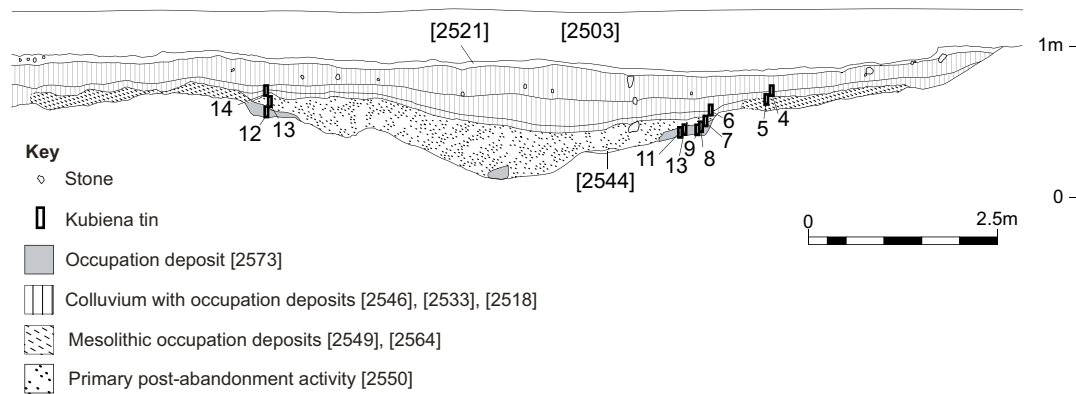 [2521] [2503]
1m
14
12 13
6
7
5 4
11 9
13 8
[2544]
0
Key
Stone
Kubiena tin
Occupation deposit [2573]
Colluvium with occupation deposits [2546], [2533], [2518]
Mesolithic occupation deposits [2549], [2564]
Primary post-abandonment activity [2550]
0 2.5m